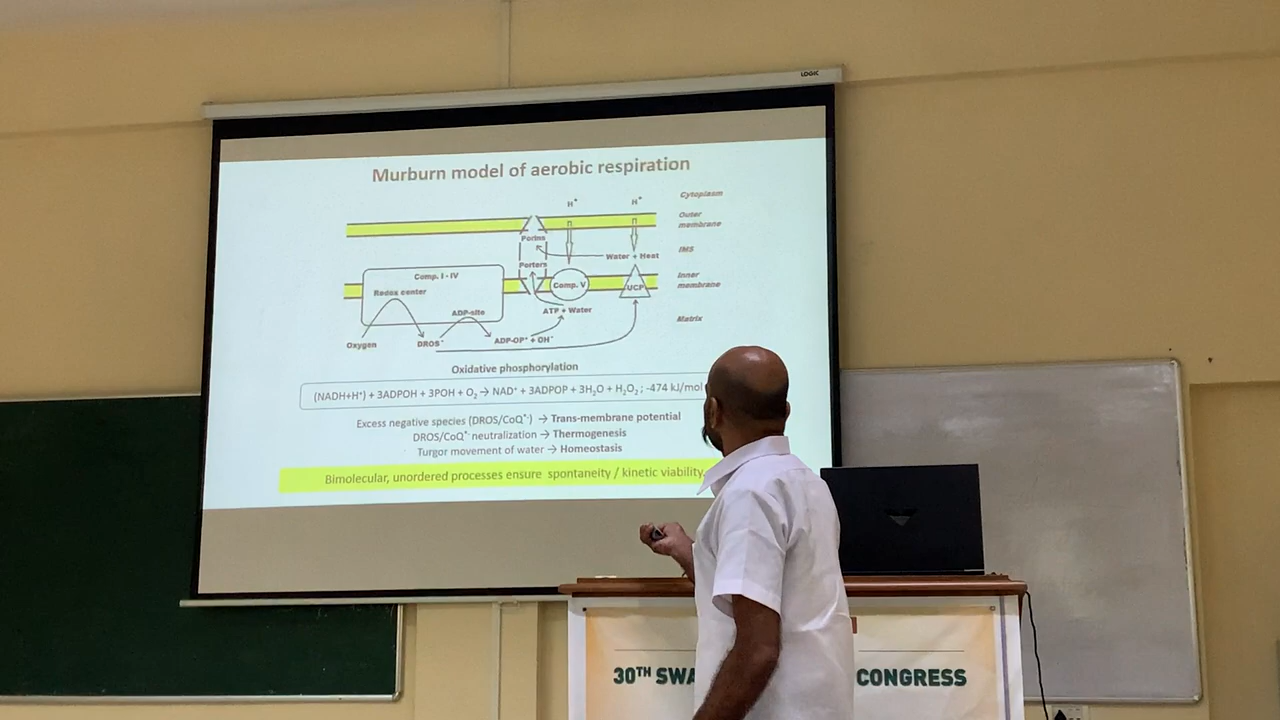 LOGIC
Murburn model of aerobic respiration
Cytoplasm
H⁺ H⁺
Outer
membrane
n n
Porins
IMS
Water + Heat
Porters
Comp. I - IV
Inner
membrane
Redox center
Comp. V
UCP
ADP-site
ATP + Water
Matrix
Oxygen
DROS⁻
ADP-OP⁺ + OH⁻
Oxidative phosphorylation
(NADH+H⁺) + 3ADPOH + 3POH + O₂ → NAD⁺ + 3ADPOP + 3H₂O + H₂O₂ ; -474 kJ/mol
Excess negative species (DROS/CoQ*⁻) → Trans-membrane potential
DROS/CoQ*⁻ neutralization → Thermogenesis
Turgor movement of water → Homeostasis
Bimolecular, unordered processes ensure spontaneity / kinetic viability.
30TH SWA CONGRESS